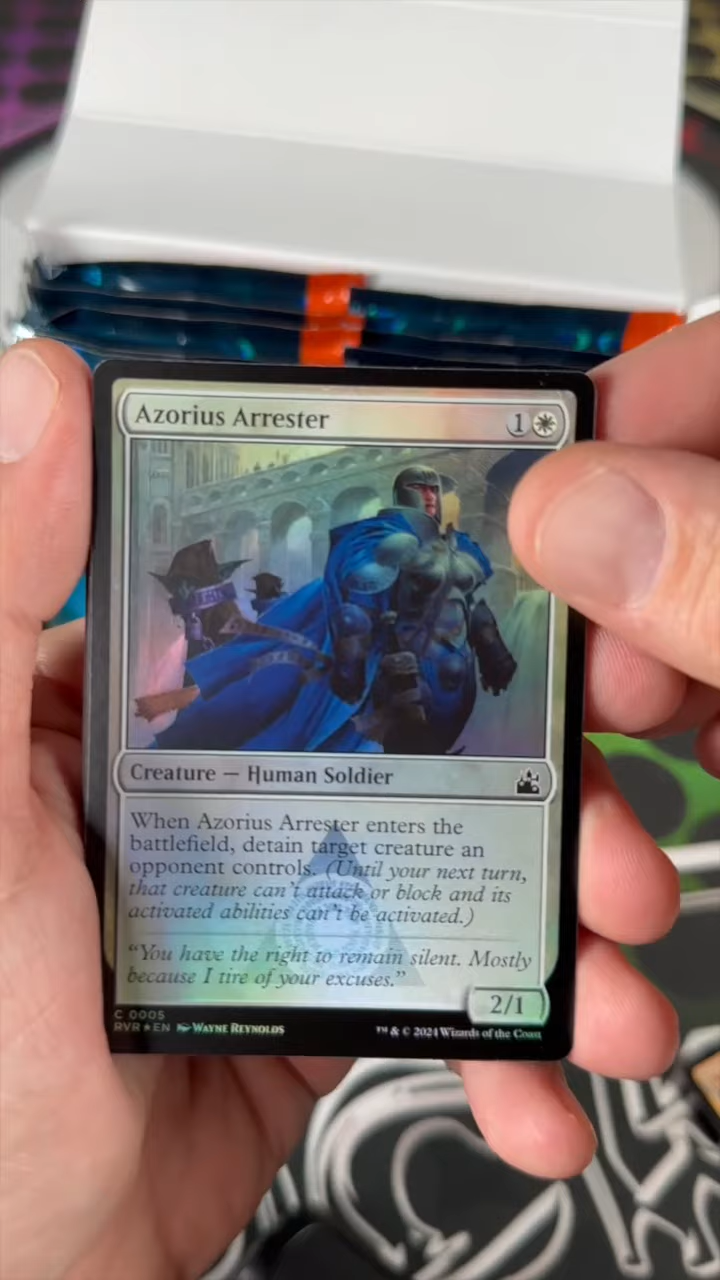 Azorius Arrester 1
Creature — Human Soldier
When Azorius Arrester enters the
battlefield, detain target creature an
opponent controls. (Until your next turn,
that creature can't attack or block and its
activated abilities can't be activated.)
"You have the right to remain silent. Mostly
because I tire of your excuses."
2/1
C 0005
RVR★EN WAYNE REYNOLDS
™ & © 2024 Wizards of the Coast